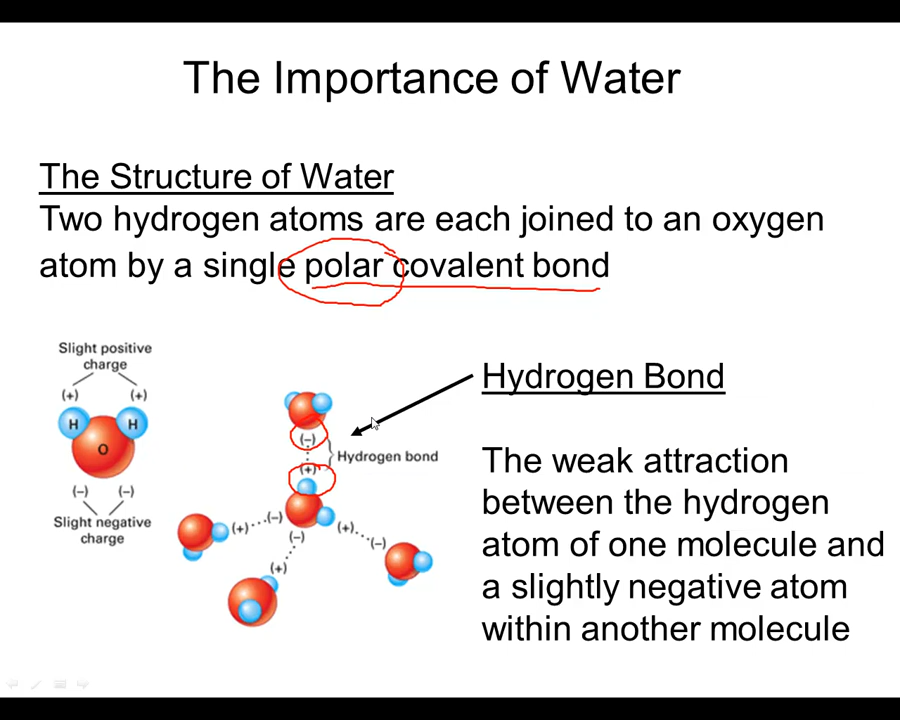 The Importance of Water
The Structure of Water
Two hydrogen atoms are each joined to an oxygen
atom by a single polar covalent bond
Slight positive
charge
(+) (+)
H H
O
(–) (–)
Slight negative
charge
(–)
Hydrogen bond
(+)
(+) (–)
(–)
(+)
(+)
(–)
Hydrogen Bond
The weak attraction
between the hydrogen
atom of one molecule and
a slightly negative atom
within another molecule